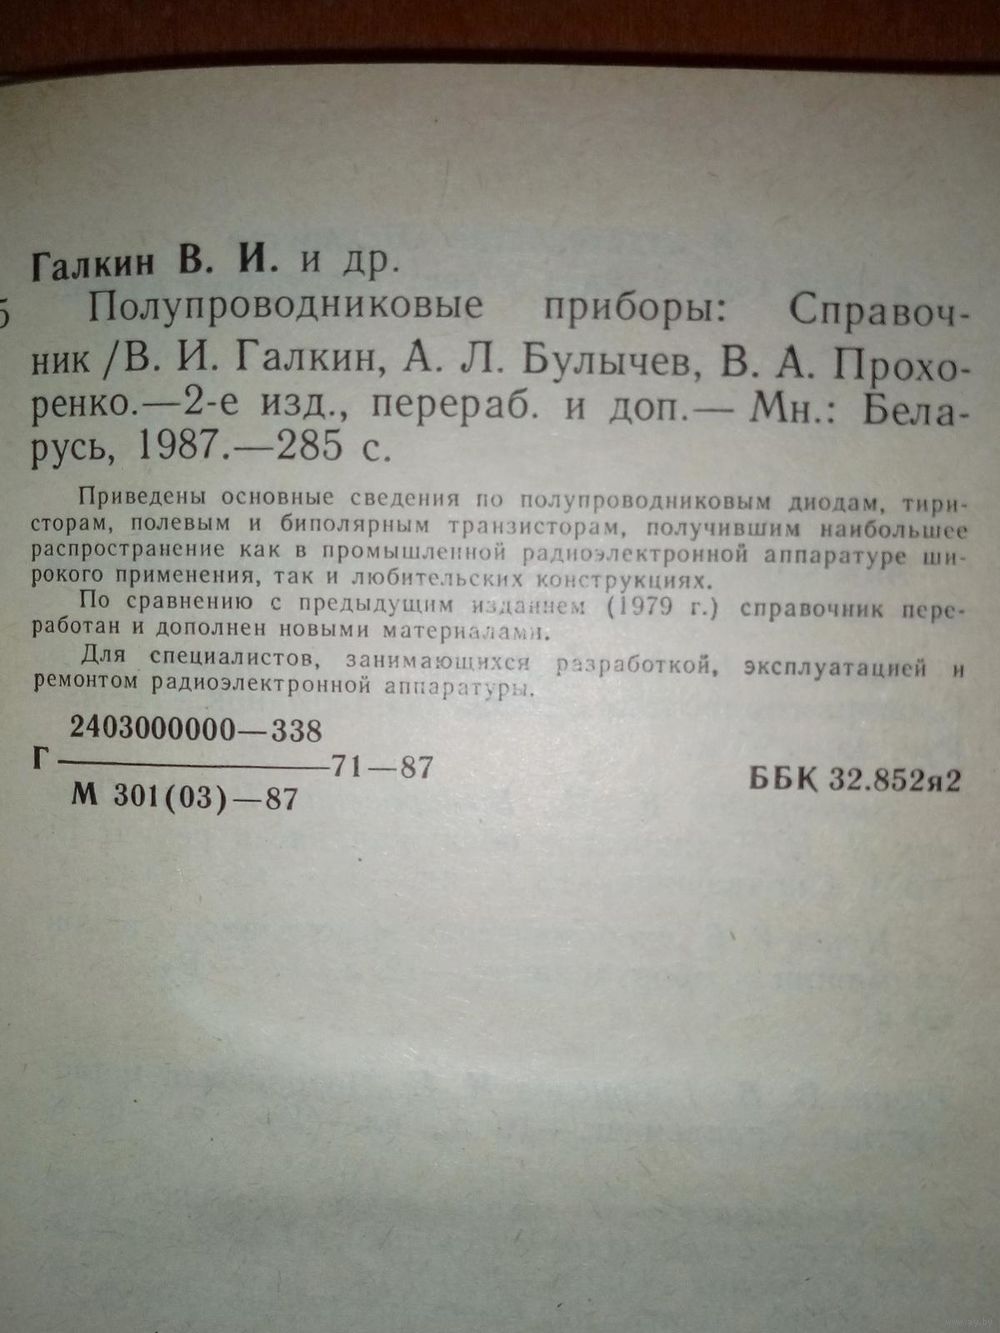 Галкин В. И. и др.
5 Полупроводниковые приборы: Справоч-
ник /В. И. Галкин, А. Л. Булычев, В. А. Прохо-
ренко.—2-е изд., перераб. и доп.— Мн.: Бела-
русь, 1987.—285 с.
Приведены основные сведения по полупроводниковым диодам, тири-
сторам, полевым и биполярным транзисторам, получившим наибольшее
распространение как в промышленной радиоэлектронной аппаратуре ши-
рокого применения, так и любительских конструкциях.
По сравнению с предыдущим изданием (1979 г.) справочник пере-
работан и дополнен новыми материалами.
Для специалистов, занимающихся разработкой, эксплуатацией и
ремонтом радиоэлектронной аппаратуры.
2403000000—338
Г ————— 71—87
М 301(03)—87
ББК 32.852я2